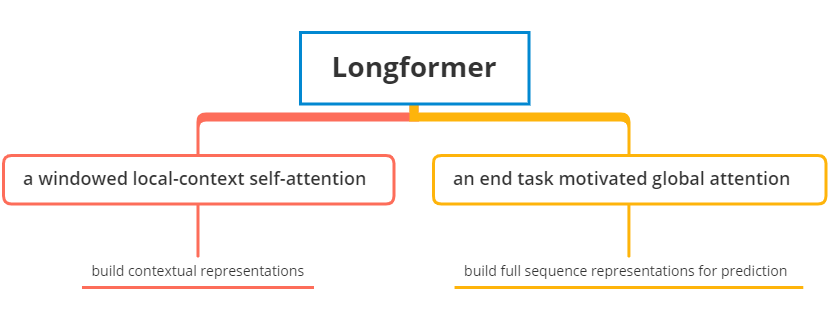 Longformer
a windowed local-context self-attention
an end task motivated global attention
build contextual representations
build full sequence representations for prediction